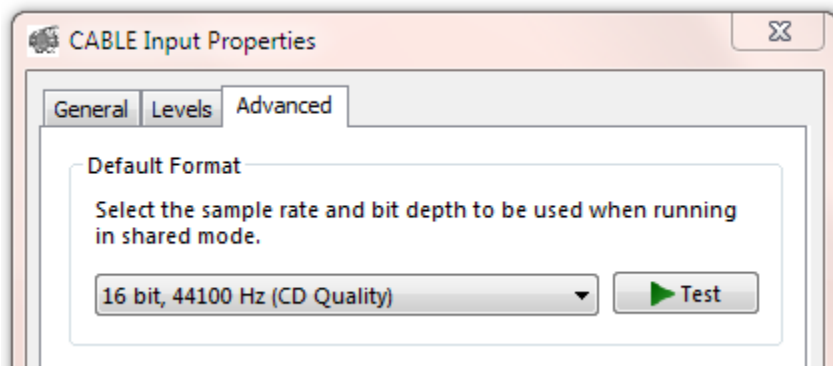 CABLE Input Properties
General Levels Advanced
Default Format
Select the sample rate and bit depth to be used when running
in shared mode.
16 bit, 44100 Hz (CD Quality) Test